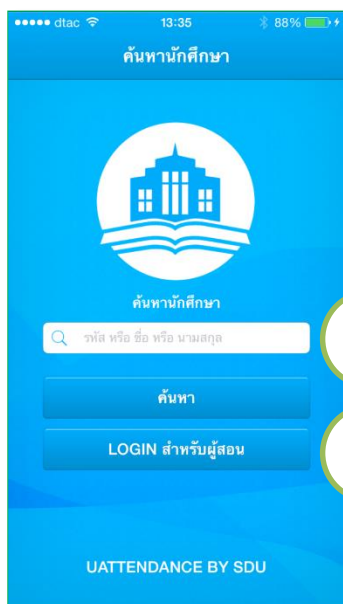 dtac 13:35 88%
ค้นหานักศึกษา
ค้นหานักศึกษา
รหัส หรือ ชื่อ หรือ นามสกุล
ค้นหา
LOGIN สำหรับผู้สอน
UATTENDANCE BY SDU